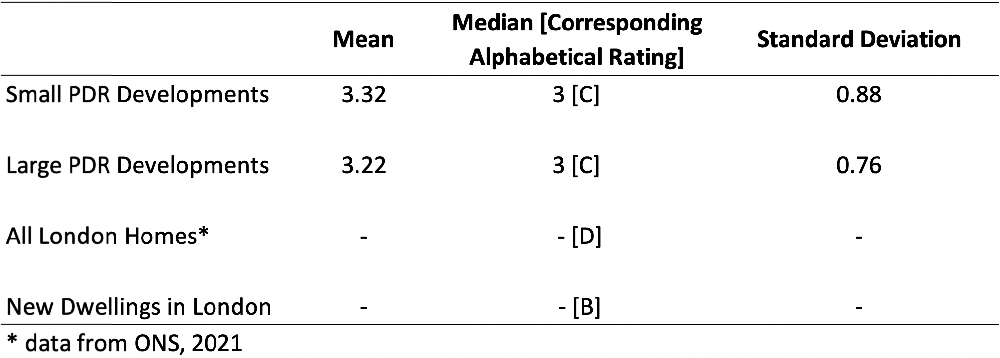 Mean Median [Corresponding Alphabetical Rating] Standard Deviation
Small PDR Developments 3.32 3 [C] 0.88
Large PDR Developments 3.22 3 [C] 0.76
All London Homes* - - [D] -
New Dwellings in London - - [B] -
* data from ONS, 2021